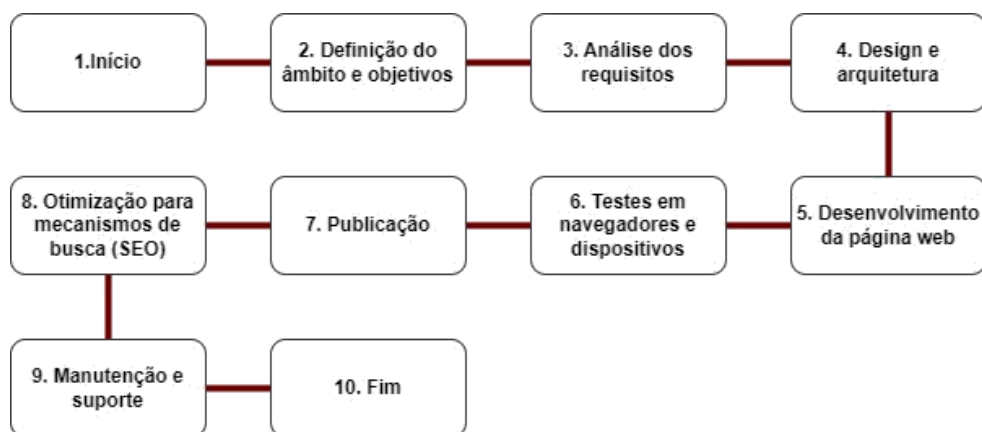 1.Início
2. Definição do
âmbito e objetivos
3. Análise dos
requisitos
4. Design e
arquitetura
5. Desenvolvimento
da página web
6. Testes em
navegadores e
dispositivos
7. Publicação
8. Otimização para
mecanismos de
busca (SEO)
9. Manutenção e
suporte
10. Fim